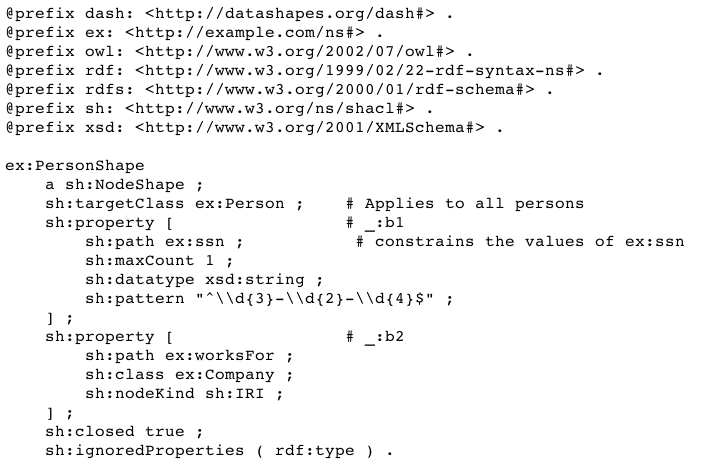 @prefix dash: <http://datashapes.org/dash#> .
@prefix ex: <http://example.com/ns#> .
@prefix owl: <http://www.w3.org/2002/07/owl#> .
@prefix rdf: <http://www.w3.org/1999/02/22-rdf-syntax-ns#> .
@prefix rdfs: <http://www.w3.org/2000/01/rdf-schema#> .
@prefix sh: <http://www.w3.org/ns/shacl#> .
@prefix xsd: <http://www.w3.org/2001/XMLSchema#> .

ex:PersonShape
    a sh:NodeShape ;
    sh:targetClass ex:Person ;    # Applies to all persons
    sh:property [                 # _:b1
        sh:path ex:ssn ;           # constrains the values of ex:ssn
        sh:maxCount 1 ;
        sh:datatype xsd:string ;
        sh:pattern "^\\d{3}-\\d{2}-\\d{4}$" ;
    ] ;
    sh:property [                 # _:b2
        sh:path ex:worksFor ;
        sh:class ex:Company ;
        sh:nodeKind sh:IRI ;
    ] ;
    sh:closed true ;
    sh:ignoredProperties ( rdf:type ) .